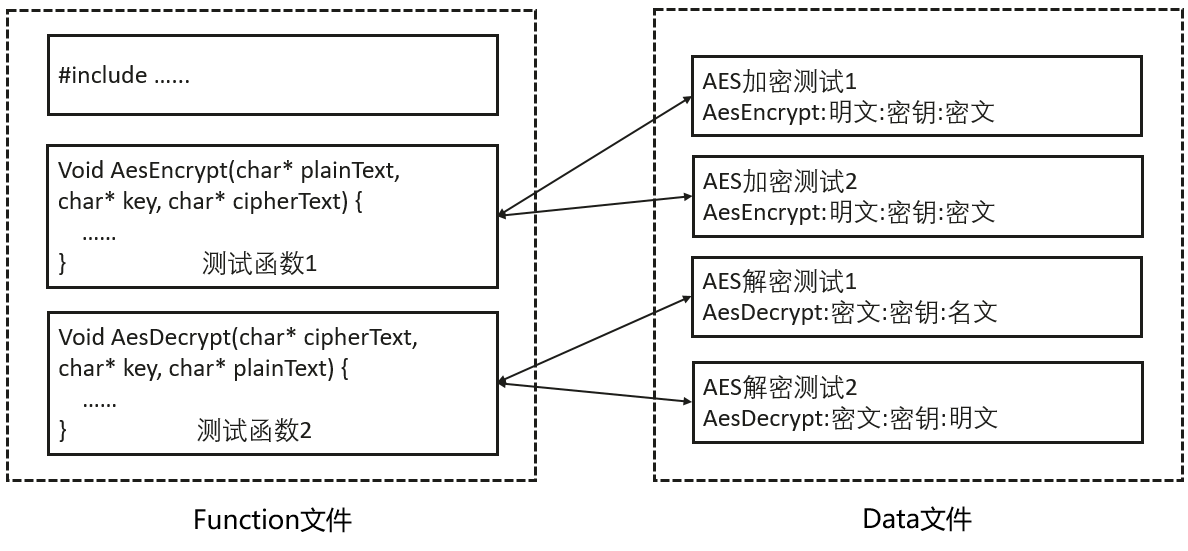 #include ......
Void AesEncrypt(char* plainText,
char* key, char* cipherText) {
......
} 测试函数1
Void AesDecrypt(char* cipherText,
char* key, char* plainText) {
......
} 测试函数2
Function文件
AES加密测试1
AesEncrypt:明文:密钥:密文
AES加密测试2
AesEncrypt:明文:密钥:密文
AES解密测试1
AesDecrypt:密文:密钥:名文
AES解密测试2
AesDecrypt:密文:密钥:明文
Data文件